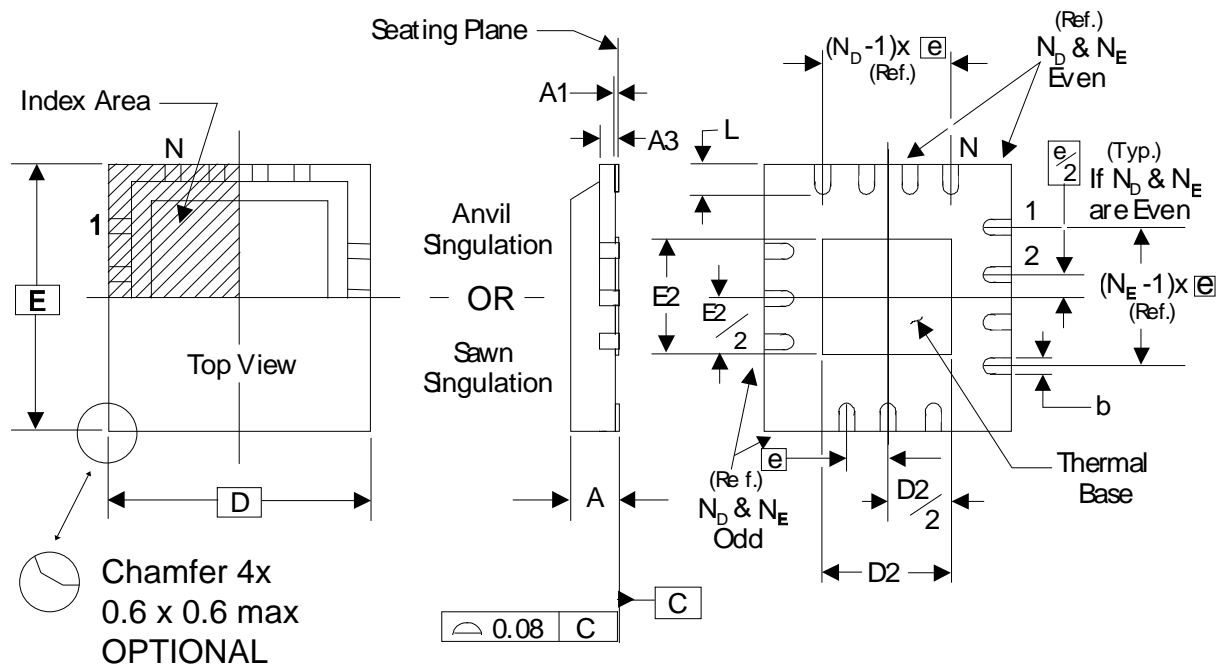 Seating Plane
(N_D -1)x e
(Ref.)
(Ref.)
N_D & N_E
Even
Index Area
A1
A3
L
N
N
e/2
(Typ.)
If N_D & N_E
are Even
1
Anvil
Singulation
OR
Sawn
Singulation
1
2
E
E2
E2/2
(N_E -1)x e
(Ref.)
Top View
b
Thermal
Base
e
(Ref.)
N_D & N_E
Odd
D
A
D2/2
D2
Chamfer 4x
0.6 x 0.6 max
OPTIONAL
C
0.08 C